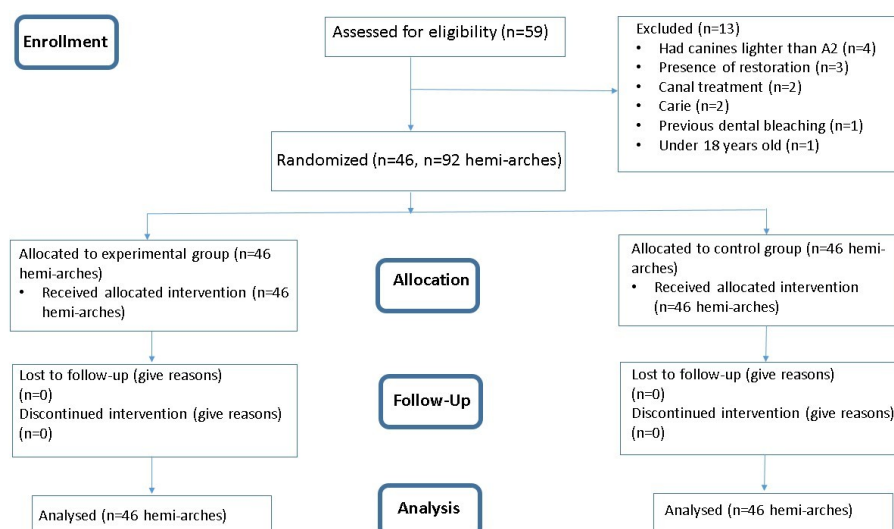 Enrollment
Assessed for eligibility (n=59)
Excluded (n=13)
• Had canines lighter than A2 (n=4)
• Presence of restoration (n=3)
• Canal treatment (n=2)
• Carie (n=2)
• Previous dental bleaching (n=1)
• Under 18 years old (n=1)
Randomized (n=46, n=92 hemi-arches)
Allocation
Allocated to experimental group (n=46
hemi-arches)
• Received allocated intervention (n=46
hemi-arches)
Allocated to control group (n=46 hemi-
arches)
• Received allocated intervention
(n=46 hemi-arches)
Follow-Up
Lost to follow-up (give reasons)
(n=0)
Discontinued intervention (give reasons)
(n=0)
Lost to follow-up (give reasons)
(n=0)
Discontinued intervention (give reasons)
(n=0)
Analysis
Analysed (n=46 hemi-arches)
Analysed (n=46 hemi-arches)